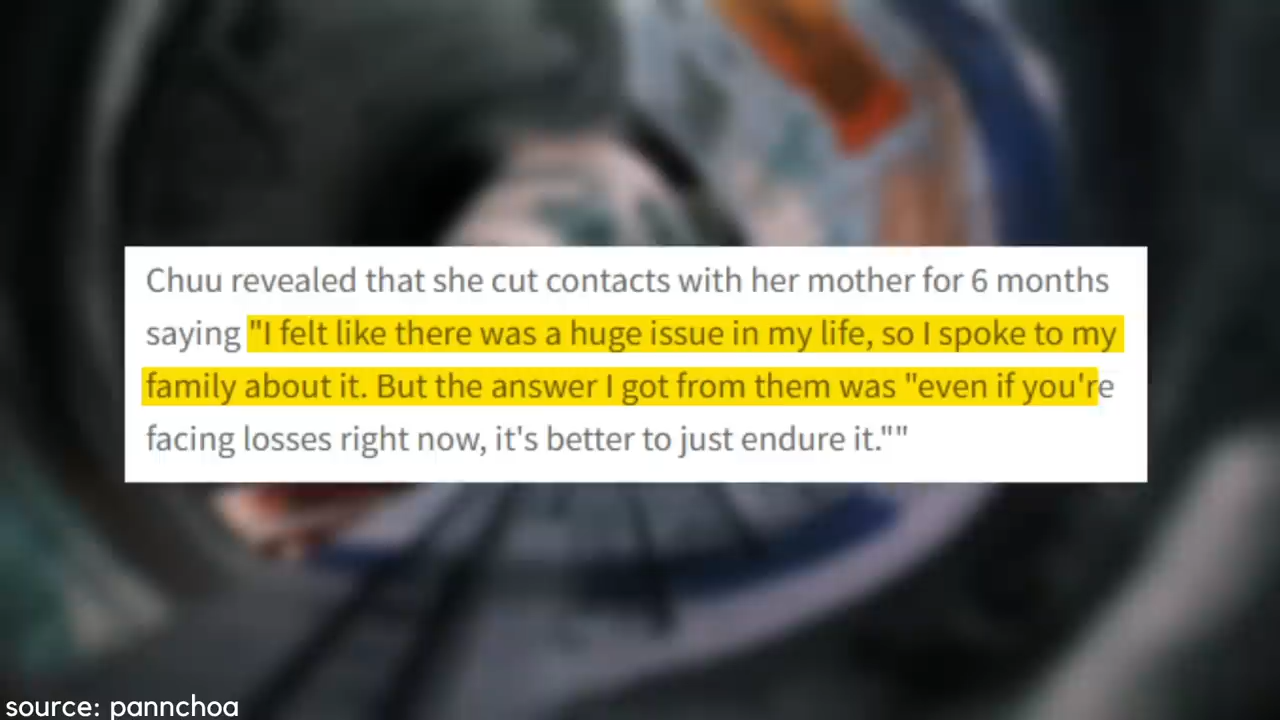 Chuu revealed that she cut contacts with her mother for 6 months
saying "I felt like there was a huge issue in my life, so I spoke to my
family about it. But the answer I got from them was "even if you're
facing losses right now, it's better to just endure it.""
source: pannchoa